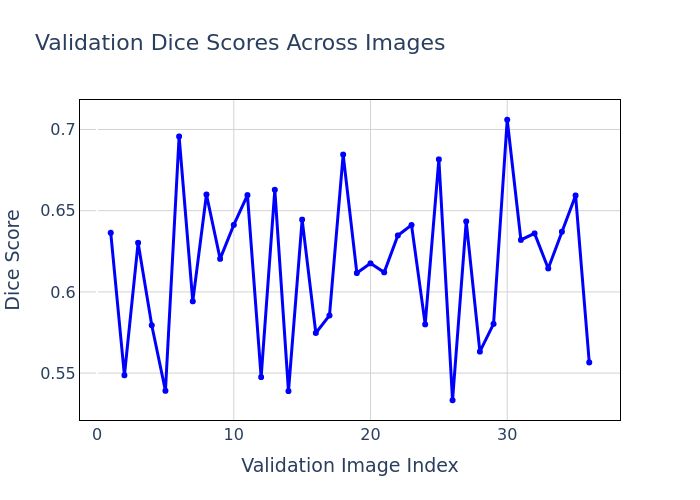 Validation Dice Scores Across Images
0.7
0.65
0.6
0.55
Dice Score
0
10
20
30
Validation Image Index